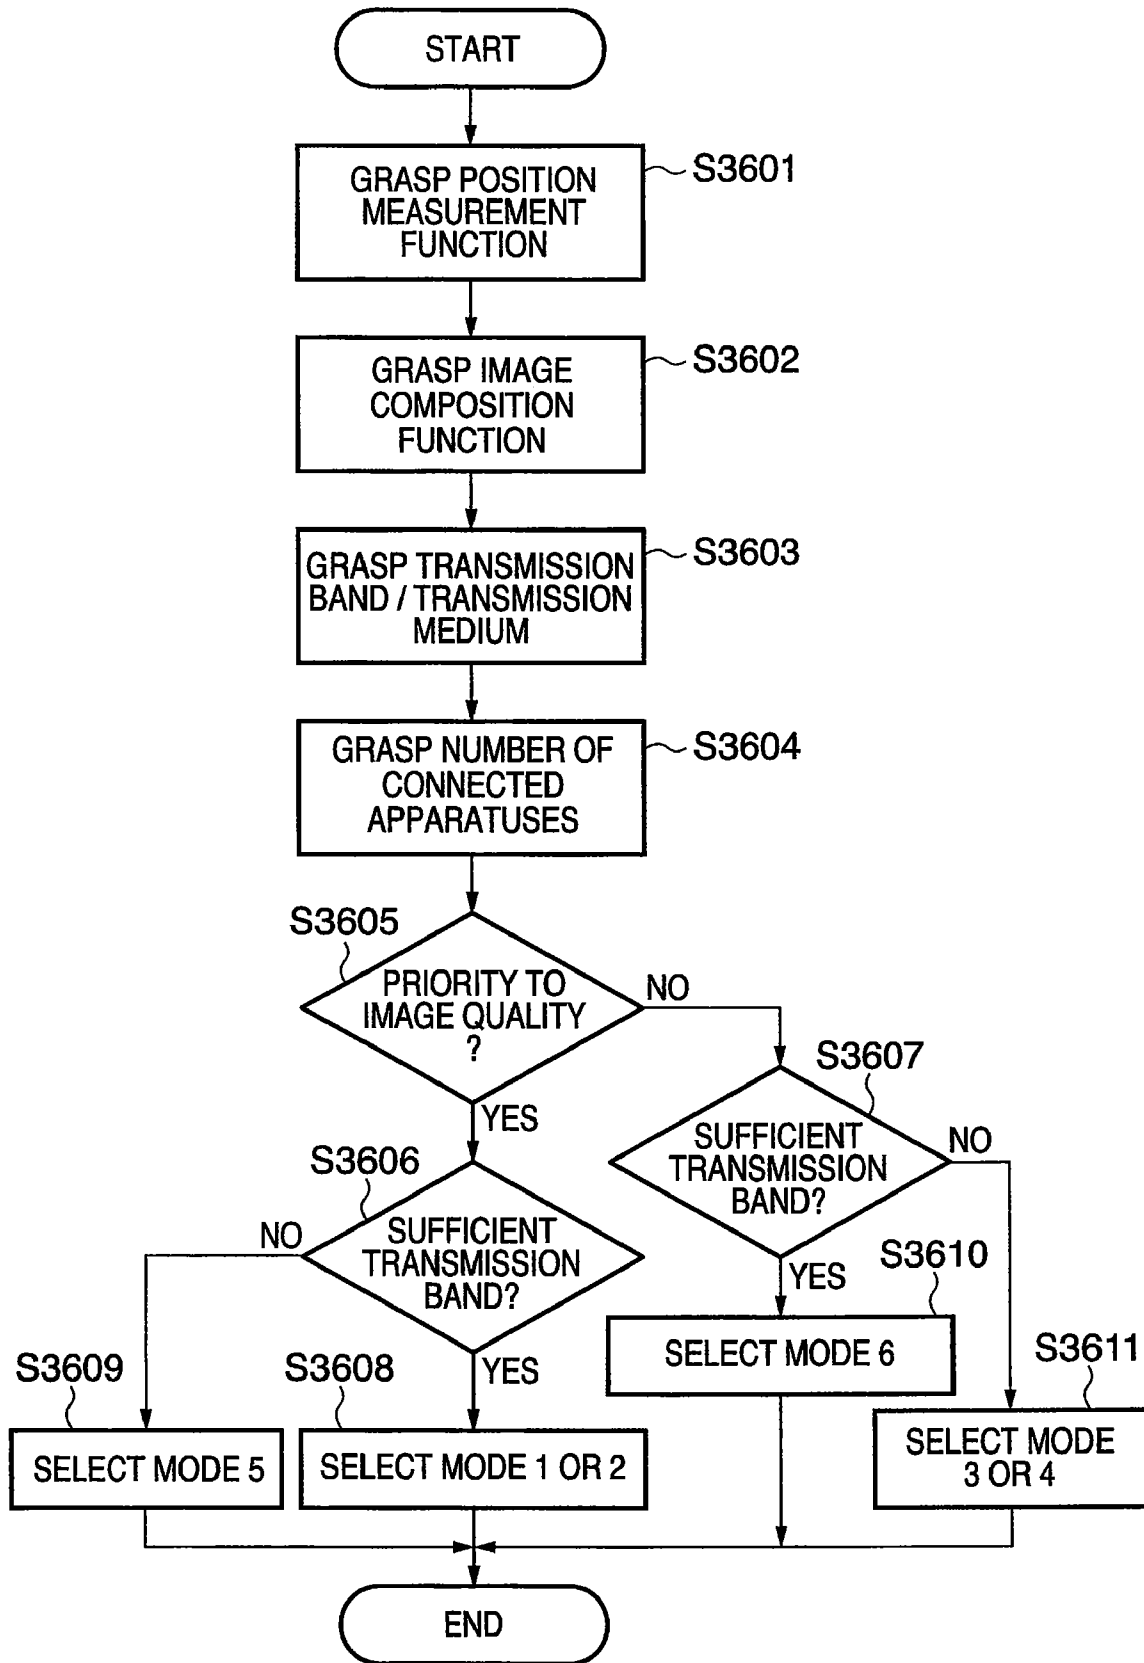 START
S3601
GRASP POSITION
MEASUREMENT
FUNCTION
S3602
GRASP IMAGE
COMPOSITION
FUNCTION
S3603
GRASP TRANSMISSION
BAND / TRANSMISSION
MEDIUM
S3604
GRASP NUMBER OF
CONNECTED
APPARATUSES
S3605
PRIORITY TO
IMAGE QUALITY
?
NO
YES
S3607
SUFFICIENT
TRANSMISSION
BAND?
NO
YES
S3606
SUFFICIENT
TRANSMISSION
BAND?
NO
YES
S3610
SELECT MODE 6
S3611
SELECT MODE
3 OR 4
S3609
SELECT MODE 5
S3608
SELECT MODE 1 OR 2
END